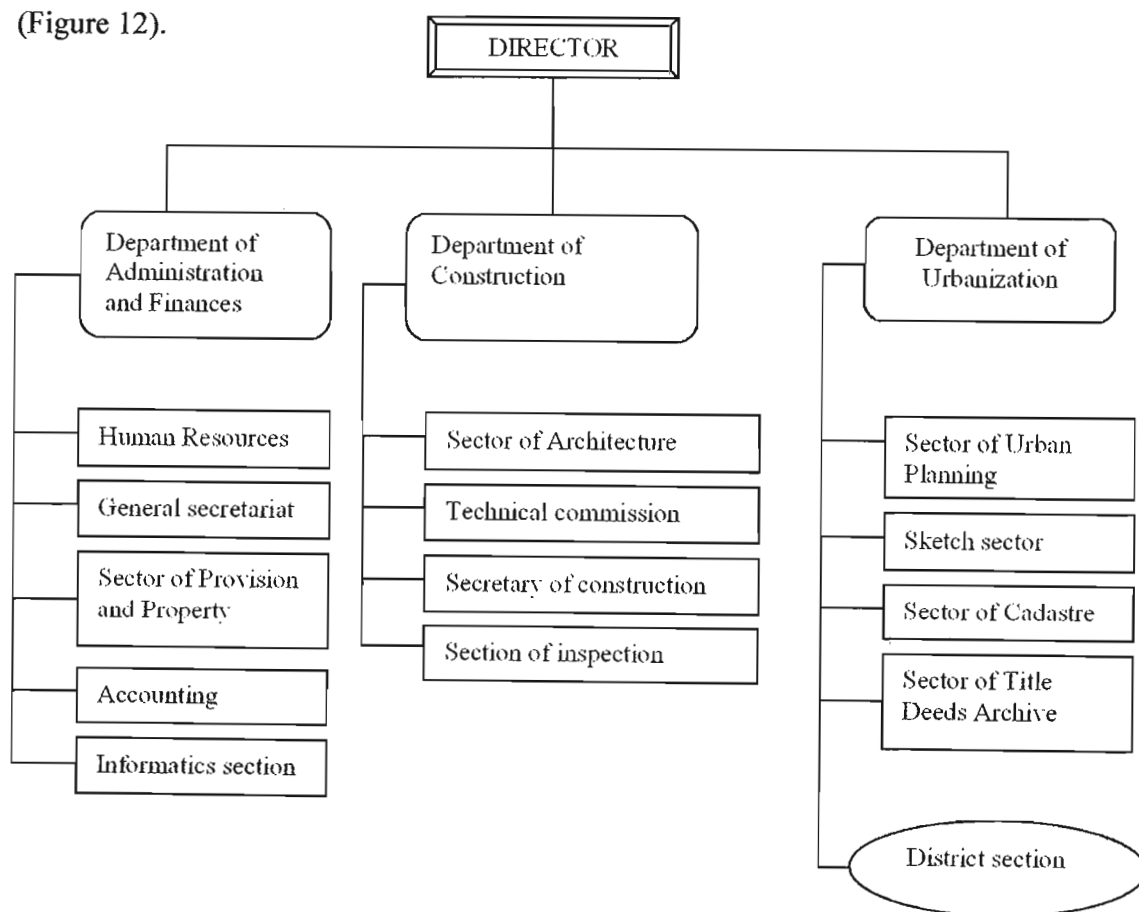 (Figure 12).
DIRECTOR
Department of
Administration
and Finances
Human Resources
General secretariat
Sector of Provision
and Property
Accounting
Informatics section
Department of
Construction
Sector of Architecture
Technical commission
Secretary of construction
Section of inspection
Department of
Urbanization
Sector of Urban
Planning
Sketch sector
Sector of Cadastre
Sector of Title
Deeds Archive
District section